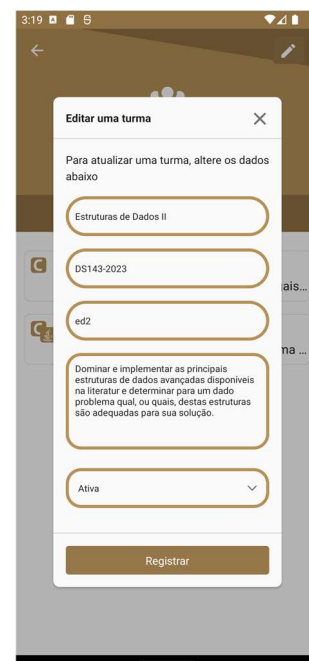 3:19
Editar uma turma
Para atualizar uma turma, altere os dados
abaixo
Estruturas de Dados II
DS143-2023
ed2
C
ais...
C
ma ...
Dominar e implementar as principais
estruturas de dados avançadas disponíveis
na literatur e determinar para um dado
problema qual, ou quais, destas estruturas
são adequadas para sua solução.
Ativa
Registrar